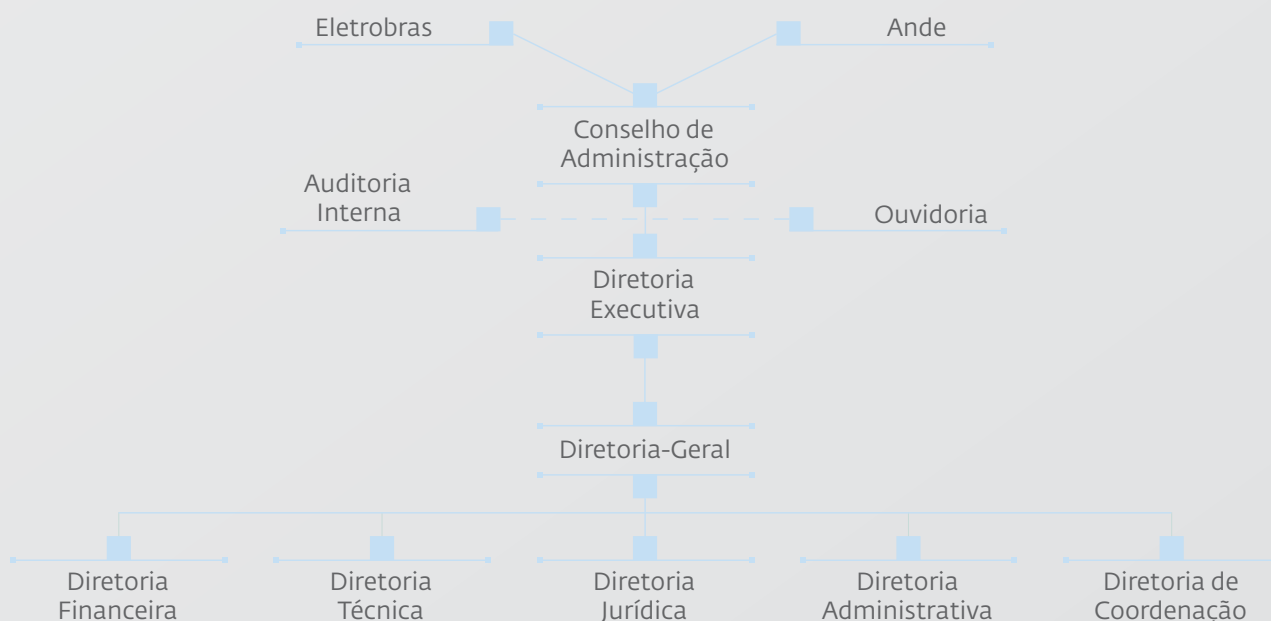 Eletrobras
Ande
Conselho de
Administração
Auditoria
Interna
Ouvidoria
Diretoria
Executiva
Diretoria-Geral
Diretoria
Financeira
Diretoria
Técnica
Diretoria
Jurídica
Diretoria
Administrativa
Diretoria de
Coordenação